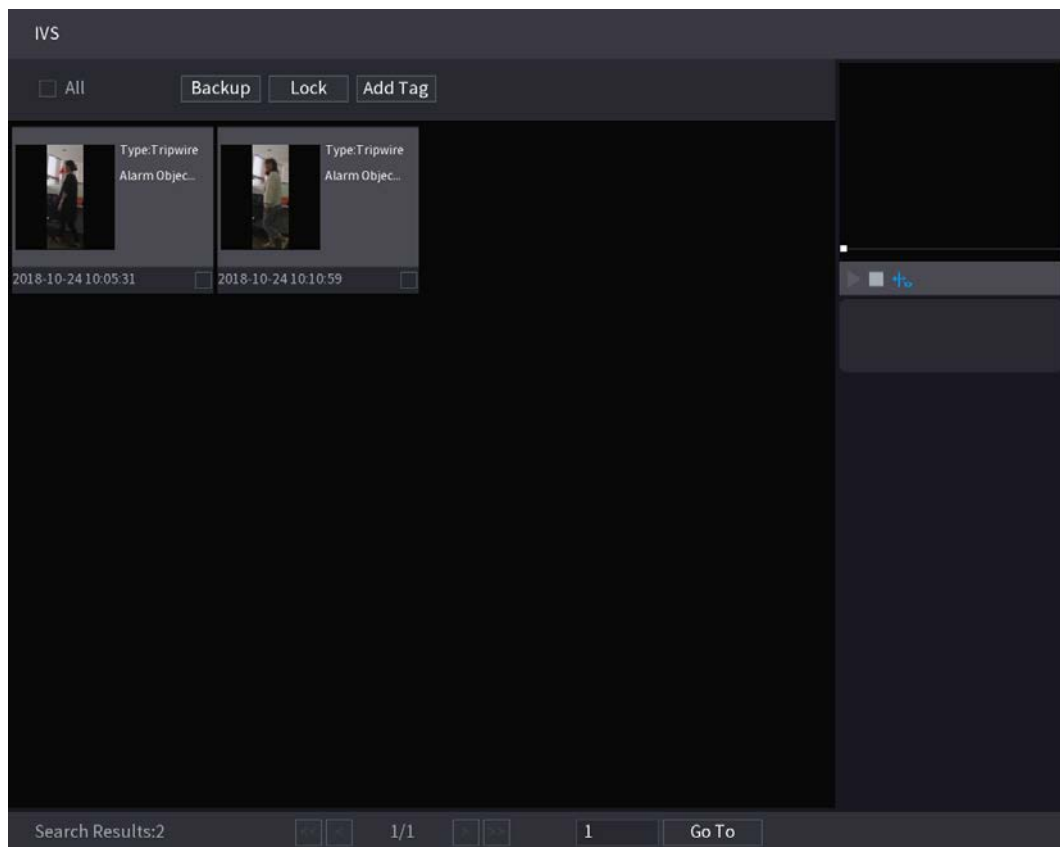 IVS
All
Backup Lock Add Tag
Type:Tripwire
Alarm Objec...
2018-10-24 10:05:31
Type:Tripwire
Alarm Objec...
2018-10-24 10:10:59
Search Results:2
<< < 1/1 > >> 1 Go To